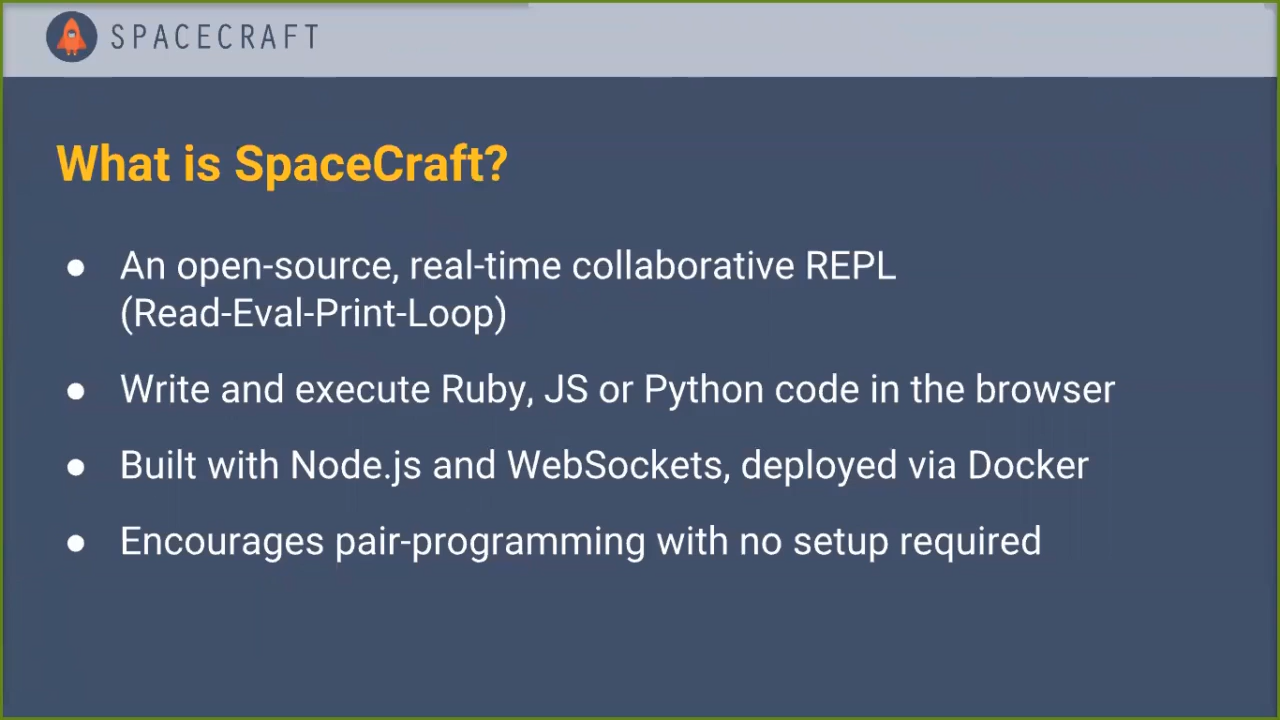 SPACECRAFT
What is SpaceCraft?
● An open-source, real-time collaborative REPL
(Read-Eval-Print-Loop)
● Write and execute Ruby, JS or Python code in the browser
● Built with Node.js and WebSockets, deployed via Docker
● Encourages pair-programming with no setup required